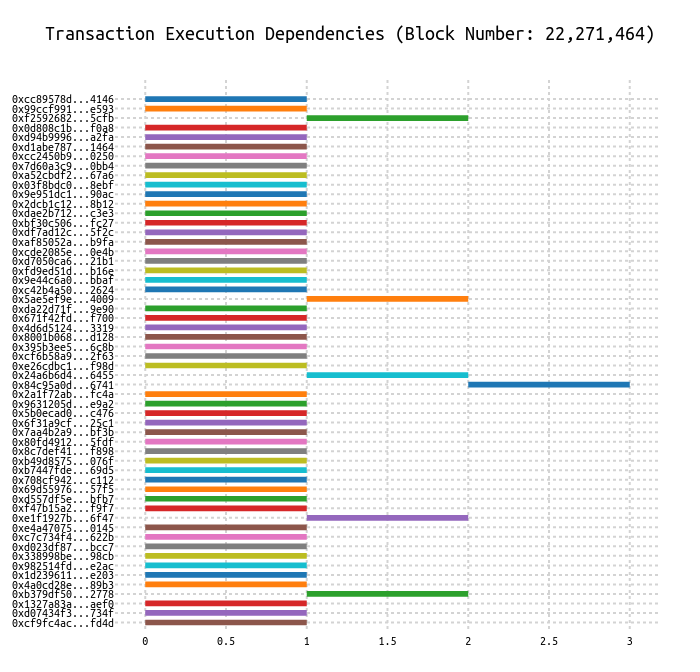 Transaction Execution Dependencies (Block Number: 22,271,464)
0xcc89578d...4146
0x99ccf991...e593
0xf2592682...5cfb
0x0d808c1b...f0a8
0xd94b9996...a2fa
0xd1abe787...1464
0xcc2450b9...0250
0x7d60a3c9...0bb4
0xa52cbdf2...67a6
0x03f8bdc0...8ebf
0x9e951dc1...90ac
0x2dcb1c12...8b12
0xdae2b712...c3e3
0xbf30c506...fc27
0xdf7ad12c...5f2c
0xaf85052a...b9fa
0xcde2085e...0e4b
0xd7050ca6...21b1
0xfd9ed51d...b16e
0x9e44c6a0...bbaf
0xc42b4a50...2624
0x5ae5ef9e...4009
0xda22d71f...9e90
0x671f42fd...f700
0x4d6d5124...3319
0x8001b068...d128
0x395b3ee5...6c8b
0xcf6b58a9...2f63
0xe26cdbc1...f98d
0x24a6b6d4...6455
0x84c95a0d...6741
0x2a1f72ab...fc4a
0x9631205d...e9a2
0x5b0ecad0...c476
0x6f31a9cf...25c1
0x7aa4b2a9...bf3b
0x80fd4912...5fdf
0x8c7def41...f898
0xb49d8575...076f
0xb7447fde...69d5
0x708cf942...c112
0x69d55976...57f5
0xd557df5e...bfb7
0xf47b15a2...f9f7
0xe1f1927b...6f47
0xe4a47075...0145
0xc7c734f4...622b
0xd023df87...bcc7
0x338998be...98cb
0x982514fd...e2ac
0x1d239611...e203
0x4a0cd28e...89b3
0xb379df50...2778
0x1327a83a...aef0
0xd07434f3...734f
0xcf9fc4ac...fd4d
0 0.5 1 1.5 2 2.5 3